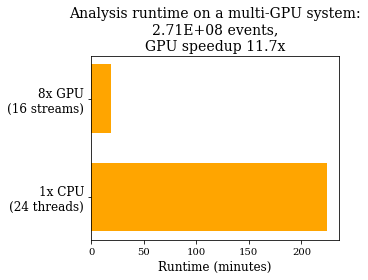 Analysis runtime on a multi-GPU system:
2.71E+08 events,
GPU speedup 11.7x
8x GPU
(16 streams)
1x CPU
(24 threads)
0 50 100 150 200
Runtime (minutes)